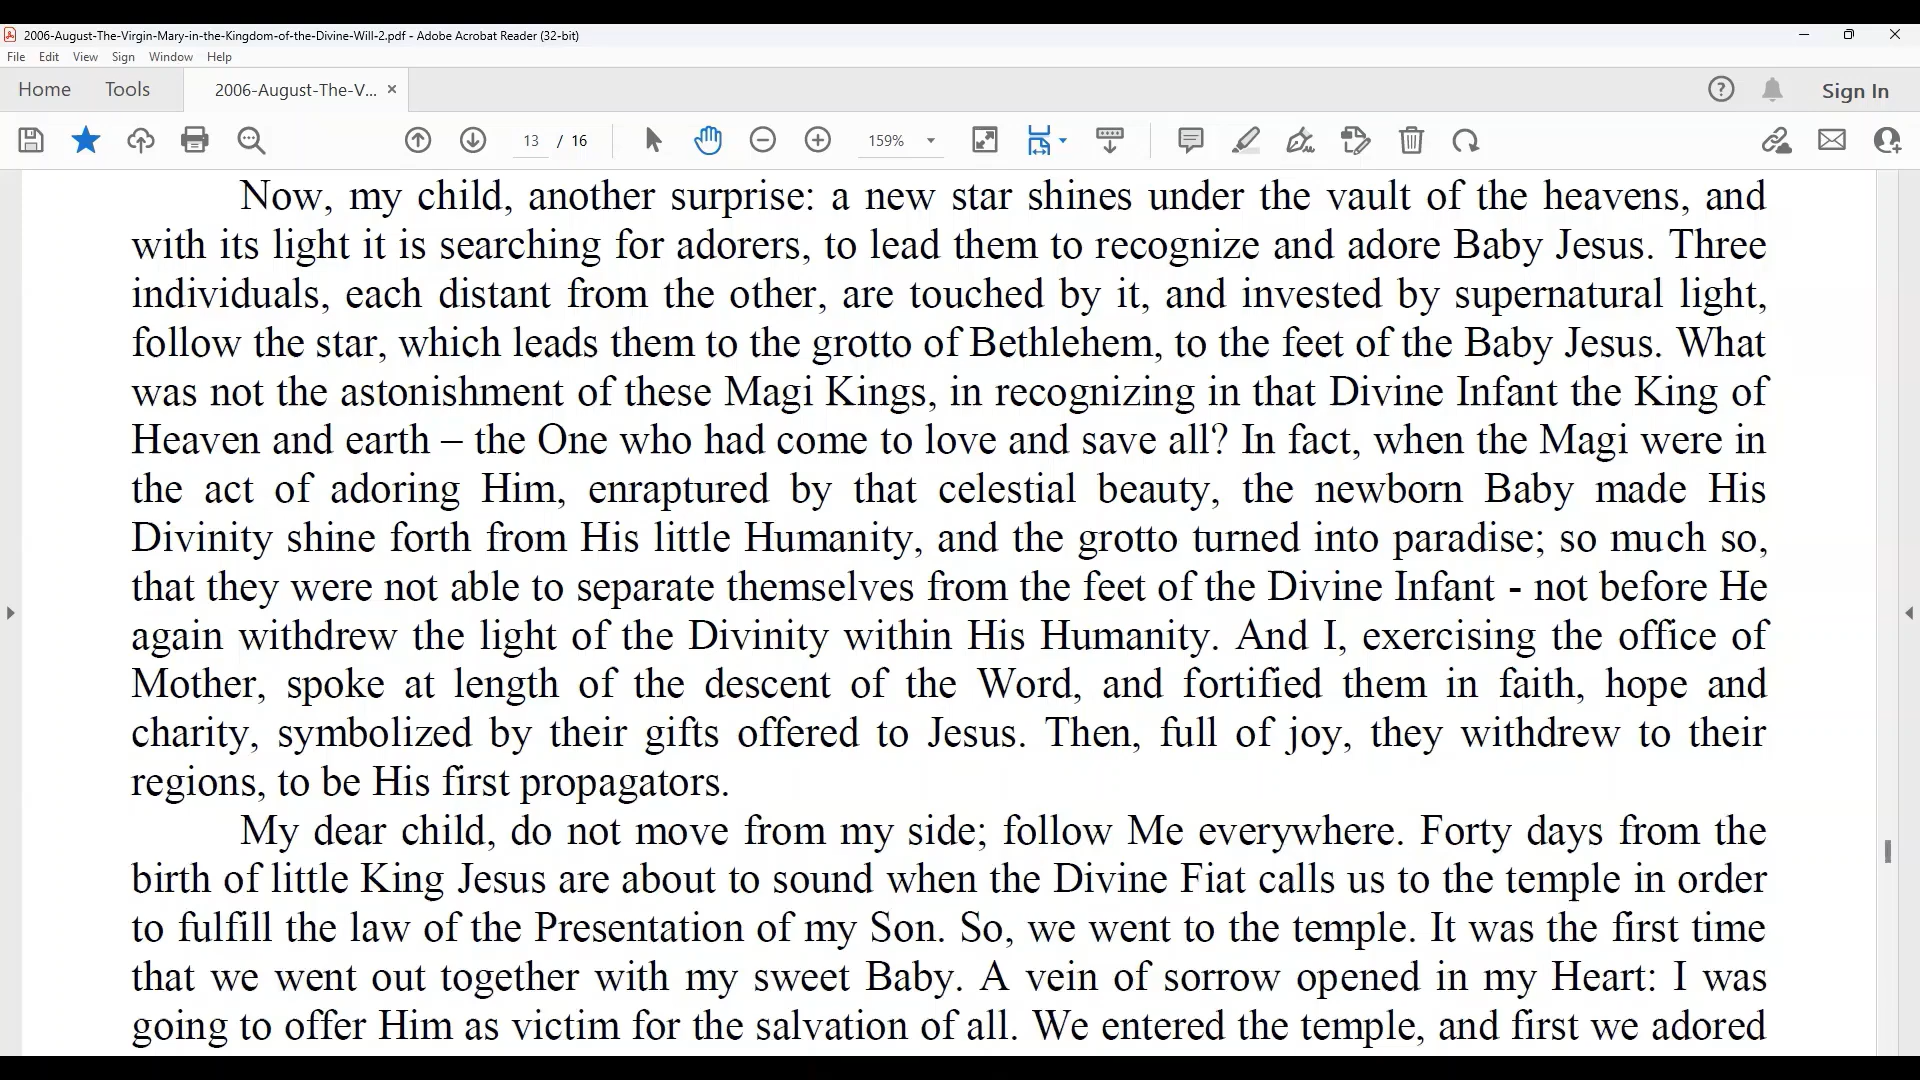 2006-August-The-Virgin-Mary-in-the-Kingdom-of-the-Divine-Will-2.pdf - Adobe Acrobat Reader (32-bit)
File Edit View Sign Window Help
Home Tools 2006-August-The-V... × Sign In
13 / 16 159%
Now, my child, another surprise: a new star shines under the vault of the heavens, and
with its light it is searching for adorers, to lead them to recognize and adore Baby Jesus. Three
individuals, each distant from the other, are touched by it, and invested by supernatural light,
follow the star, which leads them to the grotto of Bethlehem, to the feet of the Baby Jesus. What
was not the astonishment of these Magi Kings, in recognizing in that Divine Infant the King of
Heaven and earth – the One who had come to love and save all? In fact, when the Magi were in
the act of adoring Him, enraptured by that celestial beauty, the newborn Baby made His
Divinity shine forth from His little Humanity, and the grotto turned into paradise; so much so,
that they were not able to separate themselves from the feet of the Divine Infant - not before He
again withdrew the light of the Divinity within His Humanity. And I, exercising the office of
Mother, spoke at length of the descent of the Word, and fortified them in faith, hope and
charity, symbolized by their gifts offered to Jesus. Then, full of joy, they withdrew to their
regions, to be His first propagators.
My dear child, do not move from my side; follow Me everywhere. Forty days from the
birth of little King Jesus are about to sound when the Divine Fiat calls us to the temple in order
to fulfill the law of the Presentation of my Son. So, we went to the temple. It was the first time
that we went out together with my sweet Baby. A vein of sorrow opened in my Heart: I was
going to offer Him as victim for the salvation of all. We entered the temple, and first we adored